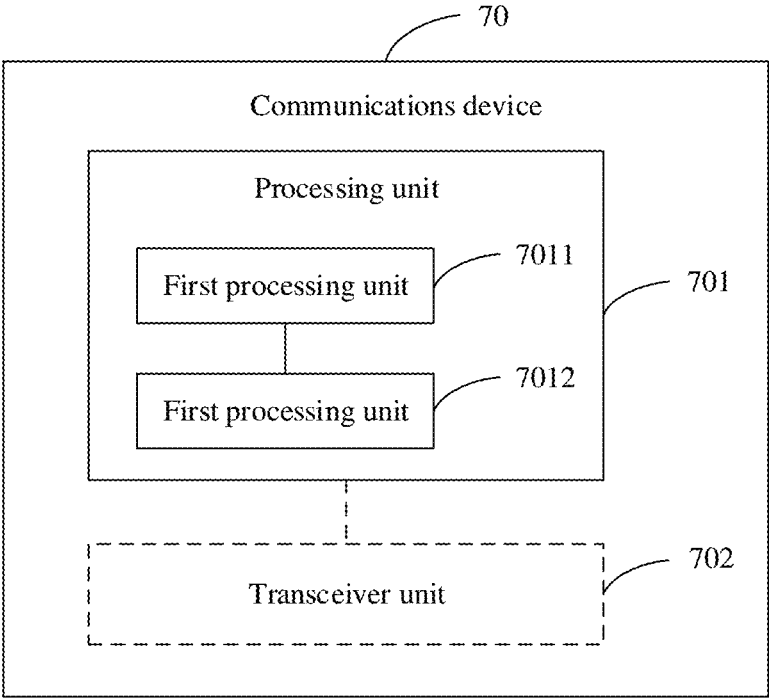 70
Communications device
Processing unit
First processing unit
7011
701
First processing unit
7012
Transceiver unit
702